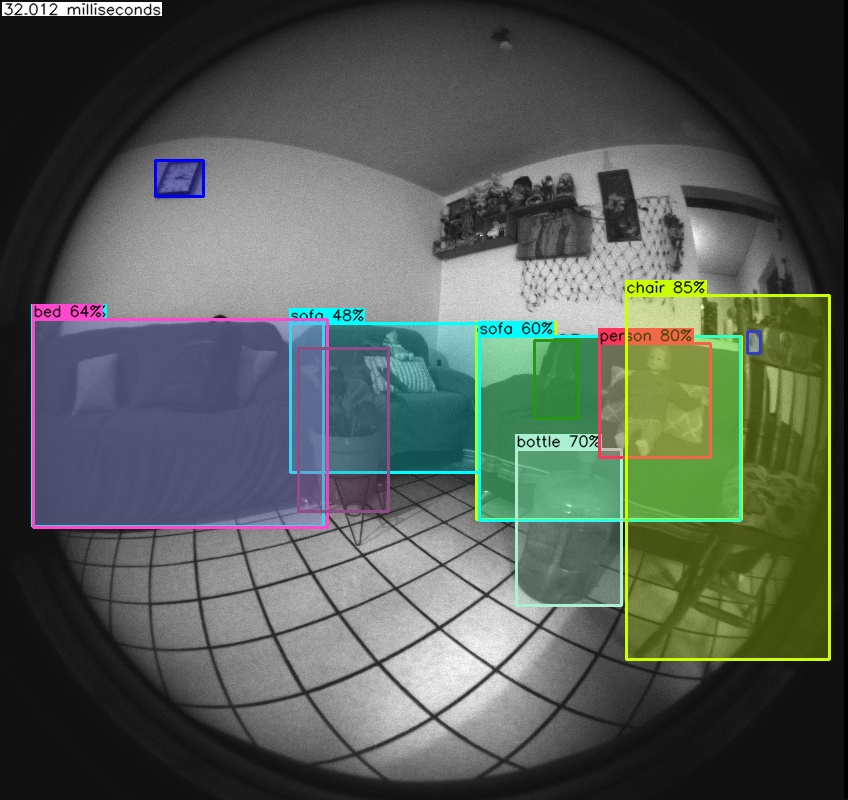 32.012 milliseconds
chair 85%
bed 64%
sofa 48%
sofa 60%
person 80%
bottle 70%